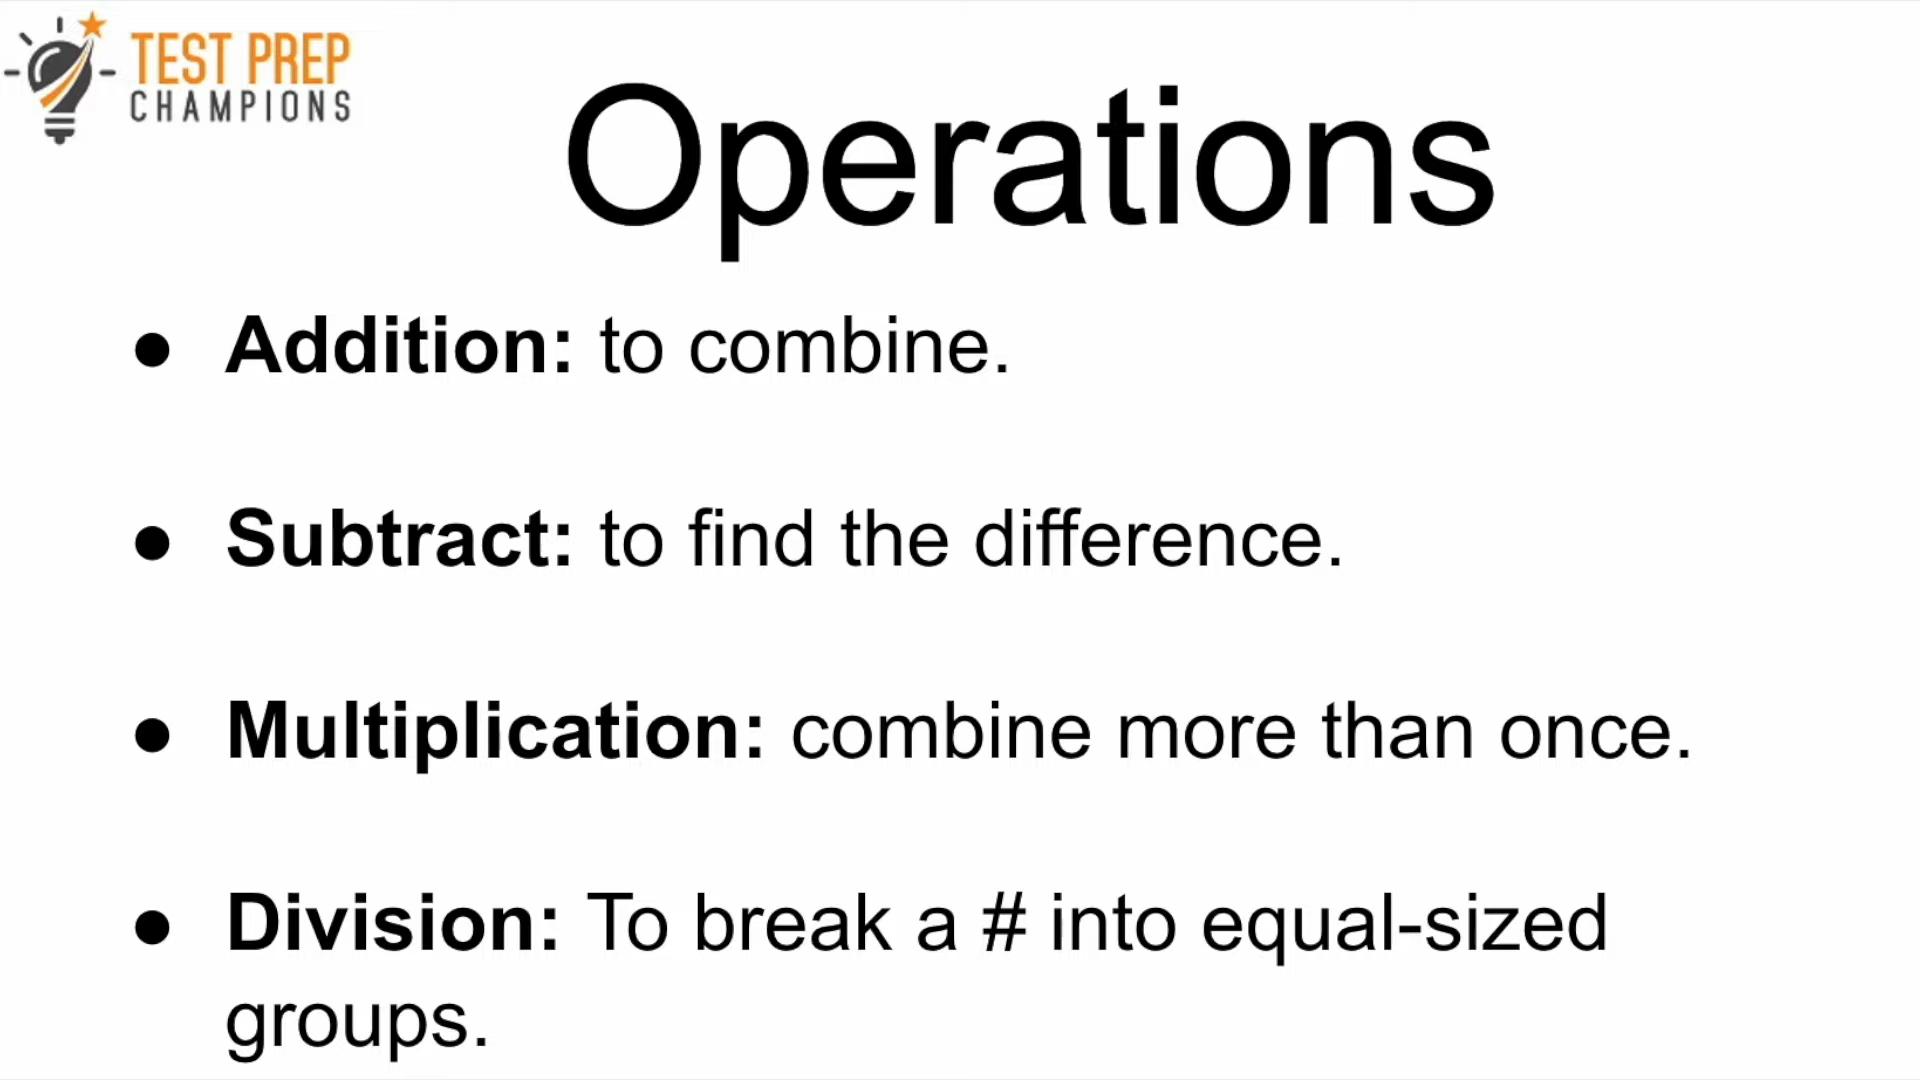 TEST PREP
CHAMPIONS
Operations
● Addition: to combine.
● Subtract: to find the difference.
● Multiplication: combine more than once.
● Division: To break a # into equal-sized
groups.